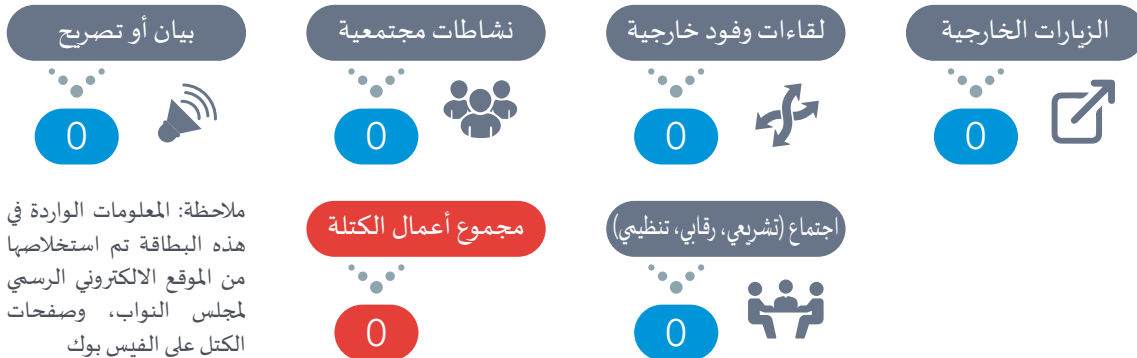 الزيارات الخارجية
0
لقاءات وفود خارجية
0
نشاطات مجتمعية
0
بيان أو تصريح
0
اجتماع (تشريعي، رقابي، تنظيمي)
0
مجموع أعمال الكتلة
0
ملاحظة: المعلومات الواردة في
هذه البطاقة تم استخلاصها
من الموقع الالكتروني الرسمي
لمجلس النواب، وصفحات
الكتل على الفيس بوك